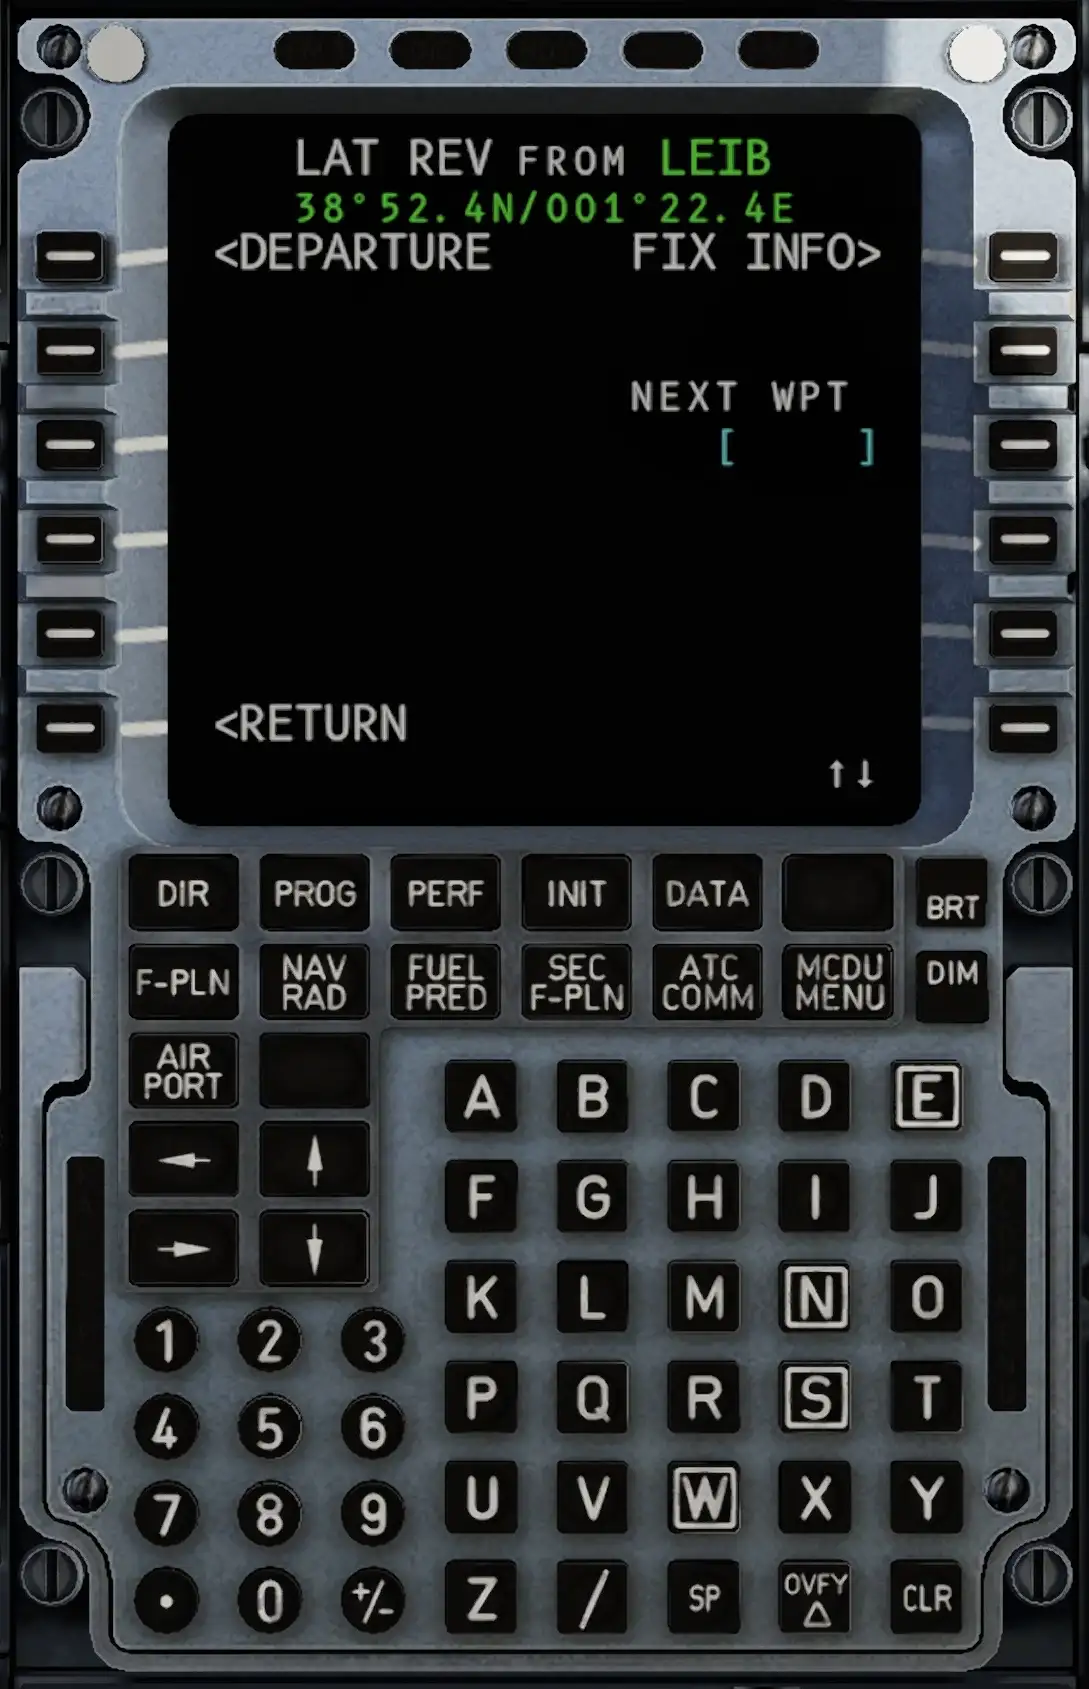 LAT REV FROM LEIB
38°52.4N/001°22.4E
<DEPARTURE FIX INFO>
NEXT WPT
[ ]
<RETURN
↑↓
DIR PROG PERF INIT DATA BRT
F-PLN NAV RAD FUEL PRED SEC F-PLN ATC COMM MCDU MENU DIM
AIR PORT
A B C D E
← ↑
F G H I J
→ ↓
K L M N O
1 2 3
P Q R S T
4 5 6
U V W X Y
7 8 9
Z / SP OVFY △ CLR
. 0 +/-